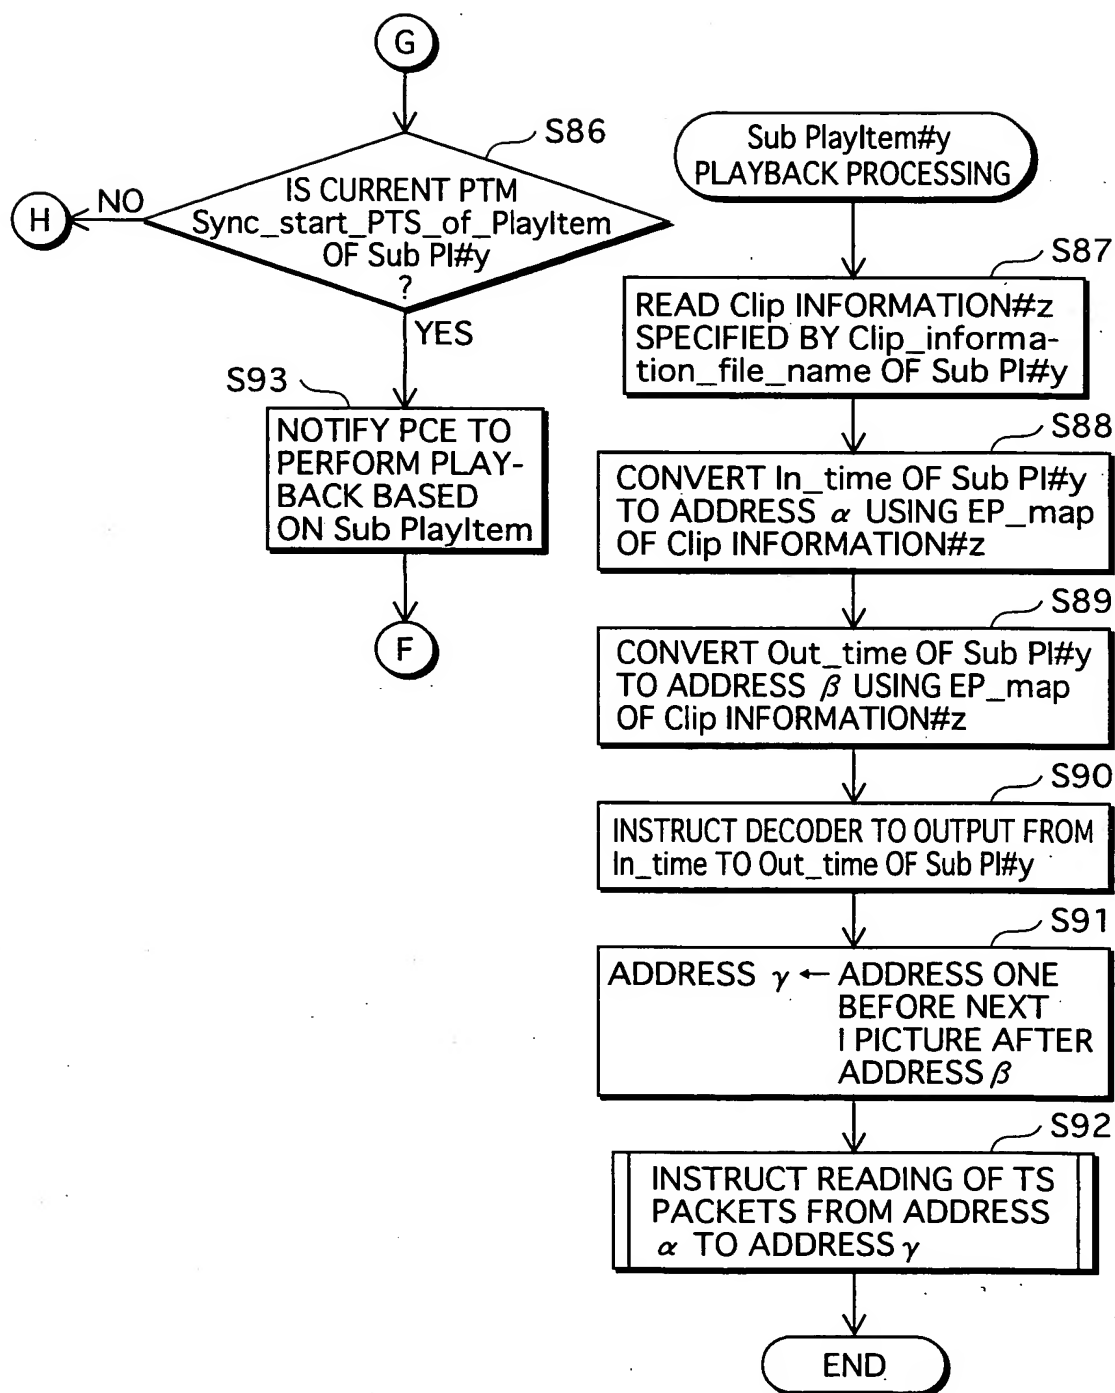 G
S86
IS CURRENT PTM
Sync_start_PTS_of_PlayItem
OF Sub PI#y
?
NO
H
YES
S93
NOTIFY PCE TO
PERFORM PLAY-
BACK BASED
ON Sub PlayItem
F
Sub PlayItem#y
PLAYBACK PROCESSING
S87
READ Clip INFORMATION#z
SPECIFIED BY Clip_informa-
tion_file_name OF Sub PI#y
S88
CONVERT In_time OF Sub PI#y
TO ADDRESS α USING EP_map
OF Clip INFORMATION#z
S89
CONVERT Out_time OF Sub PI#y
TO ADDRESS β USING EP_map
OF Clip INFORMATION#z
S90
INSTRUCT DECODER TO OUTPUT FROM
In_time TO Out_time OF Sub PI#y
S91
ADDRESS γ ← ADDRESS ONE
BEFORE NEXT
I PICTURE AFTER
ADDRESS β
S92
INSTRUCT READING OF TS
PACKETS FROM ADDRESS
α TO ADDRESS γ
END